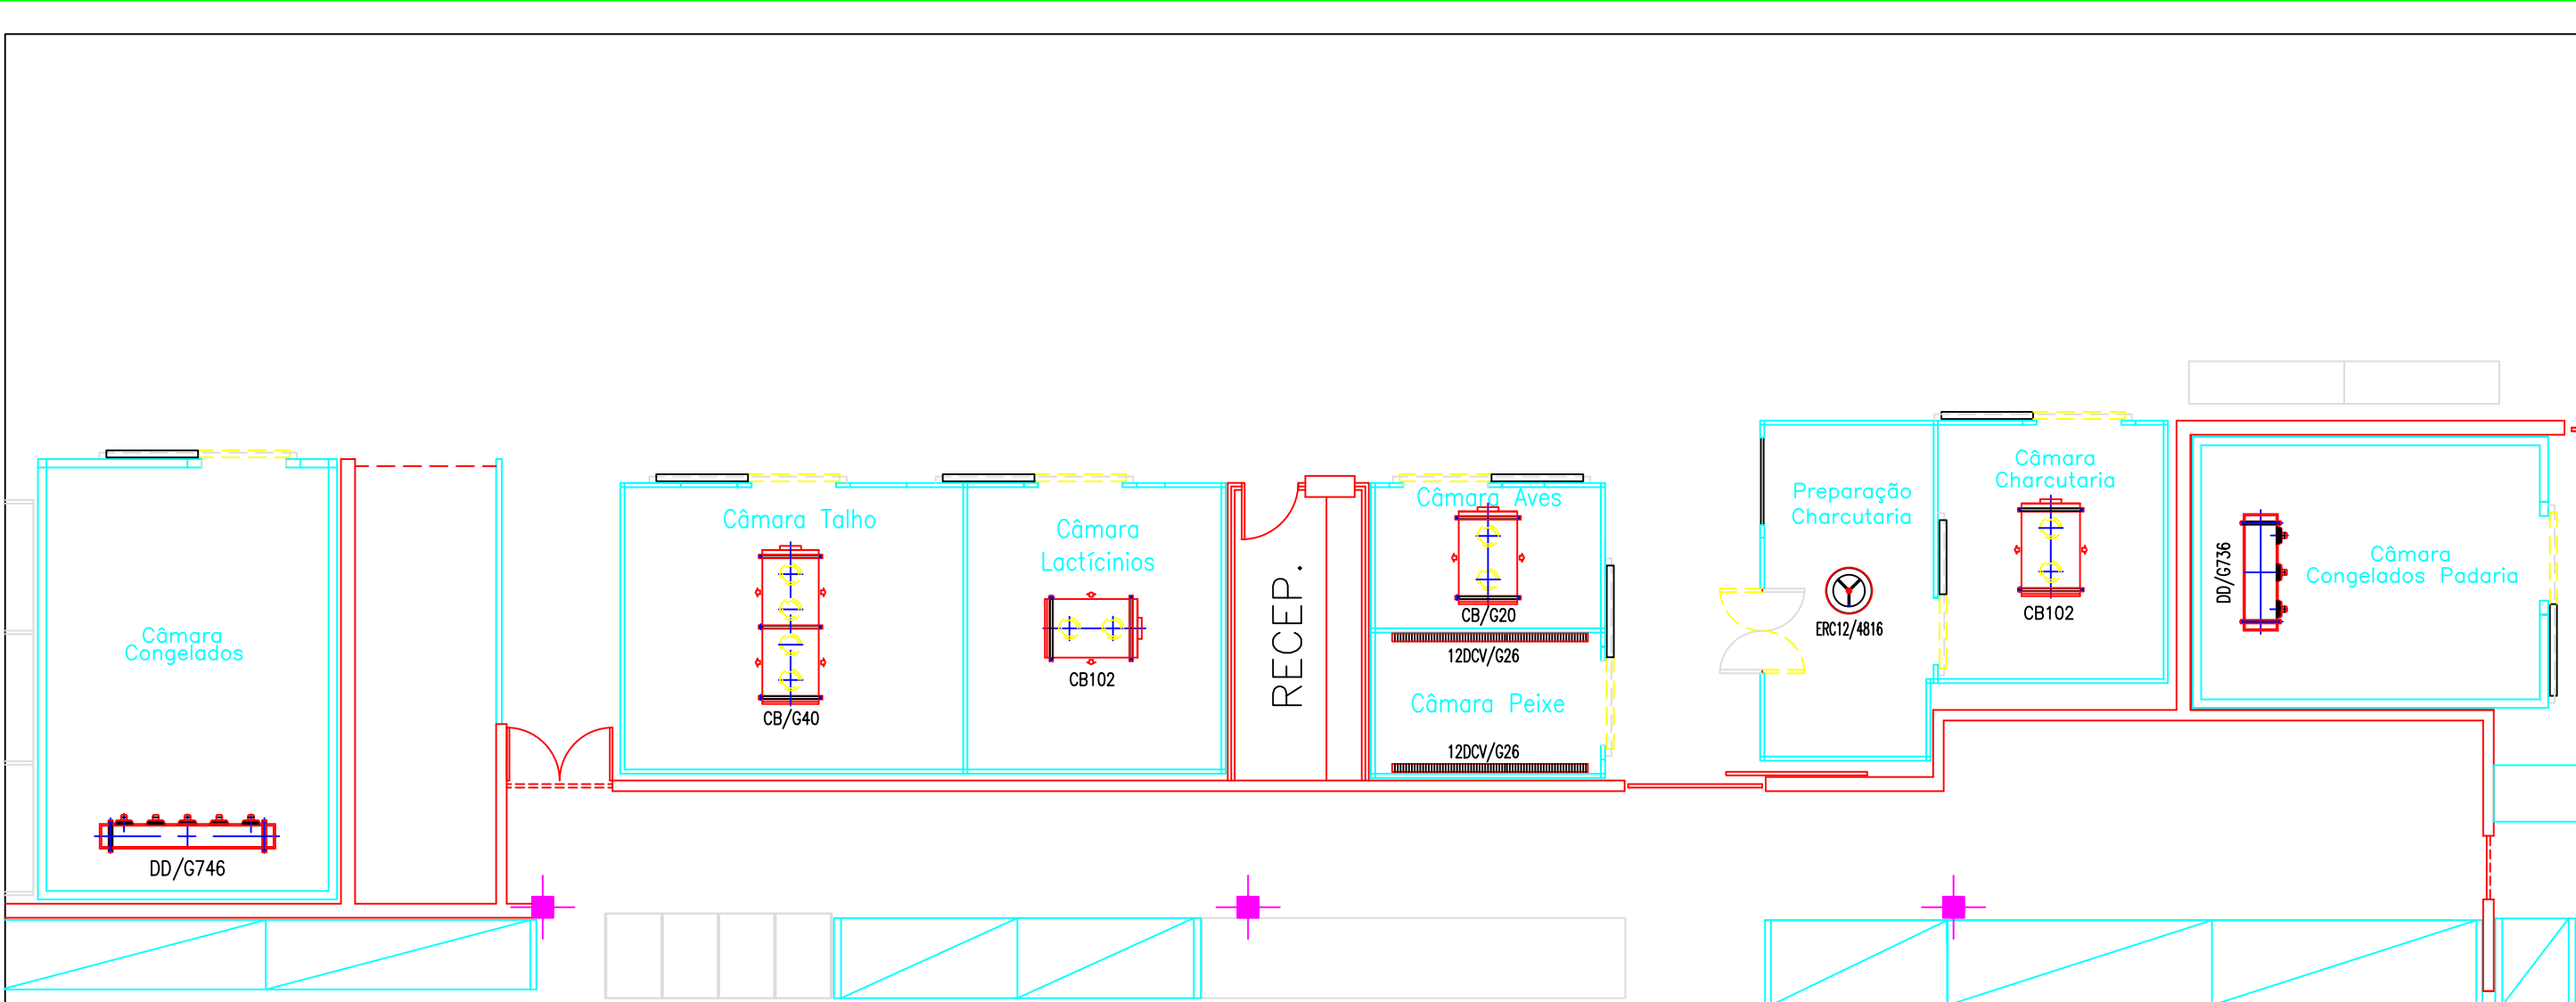 Câmara
Congelados
DD/G746
Câmara Talho
CB/G40
Câmara
Lactícinios
CB102
RECEP.
Câmara Aves
CB/G20
12DCV/G26
Câmara Peixe
12DCV/G26
Preparação
Charcutaria
ERC12/4816
Câmara
Charcutaria
CB102
DD/G736
Câmara
Congelados Padaria